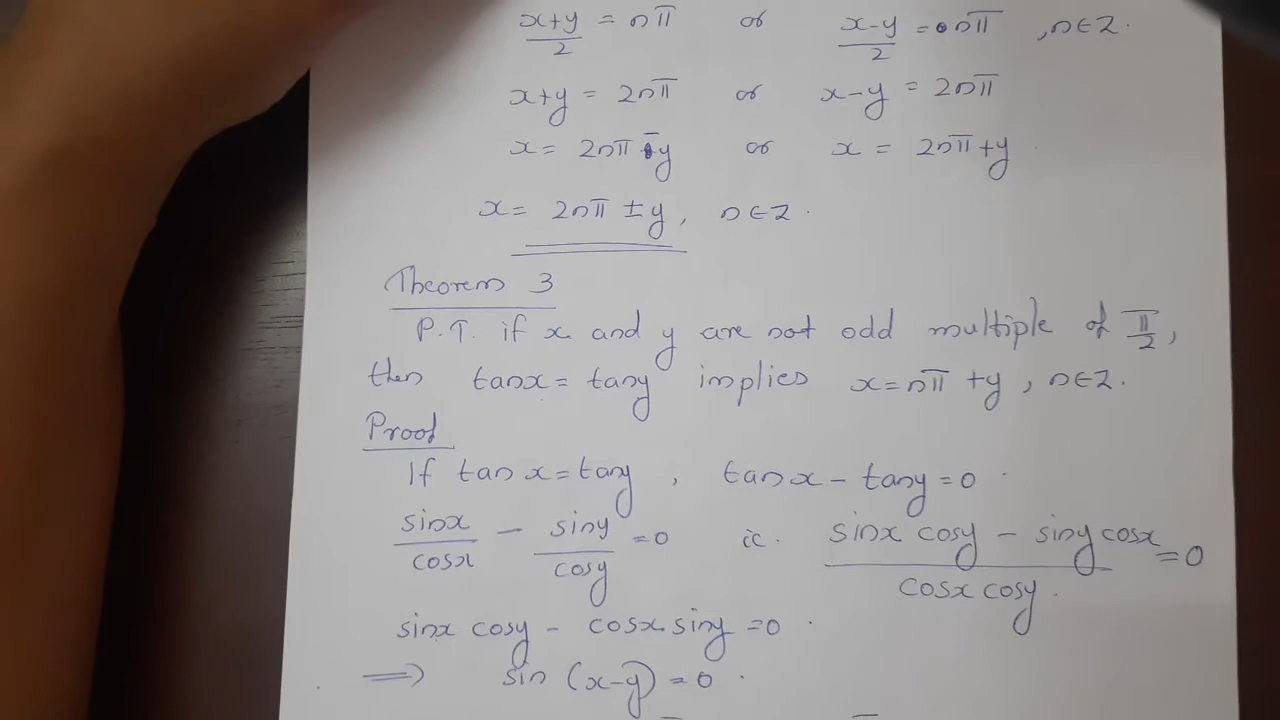 x+y/2 = nπ or x-y/2 = nπ , n∈Z.
x+y = 2nπ or x-y = 2nπ
x = 2nπ - y or x = 2nπ + y
x = 2nπ ± y, n∈Z.
Theorem 3
P.T. if x and y are not odd multiple of π/2,
then tanx = tany implies x=nπ +y, n∈Z.
Proof
If tan x = tany , tan x - tany = 0.
sinx/cosx - siny/cosy = 0 ie. sinx cosy - siny cosx/cosx cosy. = 0
sinx cosy - cosx.siny = 0.
⟹ sin (x-y) = 0.